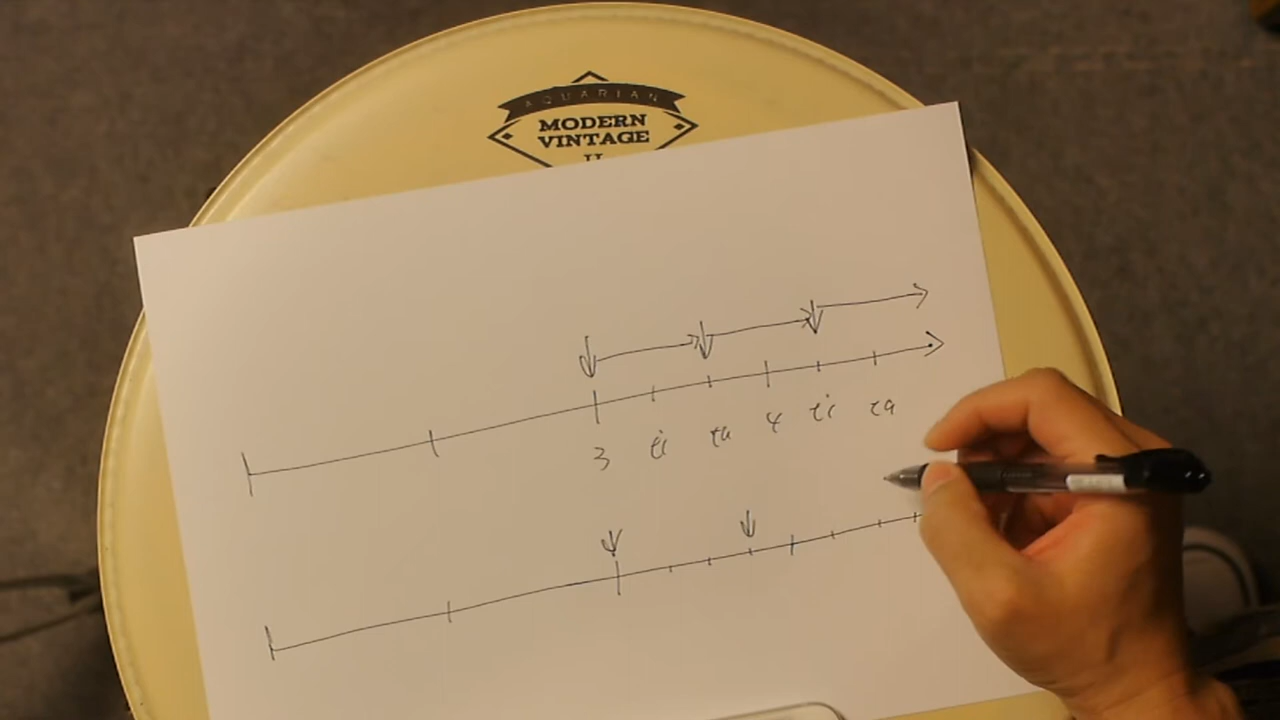 AQUARIAN
MODERN
VINTAGE
II
3 ti ta 4 ti ta